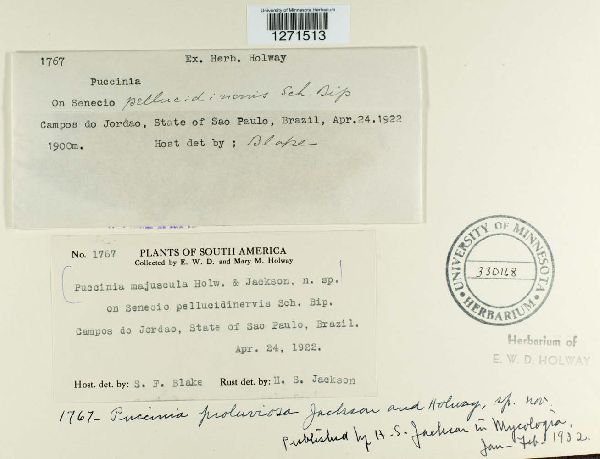 University of Minnesota Herbarium
1271513
1767 Ex. Herb. Holway
Puccinia
On Senecio pellucidinervis Sch. Bip
Campos do Jordao, State of Sao Paulo, Brazil, Apr.24.1922
1900m. Host det by ; Blake
No. 1767 PLANTS OF SOUTH AMERICA
Collected by E. W. D. and Mary M. Holway
Puccinia majuscula Holw. & Jackson, n. sp.
on Senecio pellucidinervis Sch. Bip.
Campos do Jordao, State of Sao Paulo, Brazil.
Apr. 24, 1922.
Host. det. by: S. F. Blake Rust det. by: H. S. Jackson
UNIVERSITY OF MINNESOTA
330148
HERBARIUM
Herbarium of
E. W. D. HOLWAY
1767- Puccinia proluviosa Jackson and Holway, sp. nov.
Published by H. S. Jackson in Mycologia,
Jan-Feb. 1932.